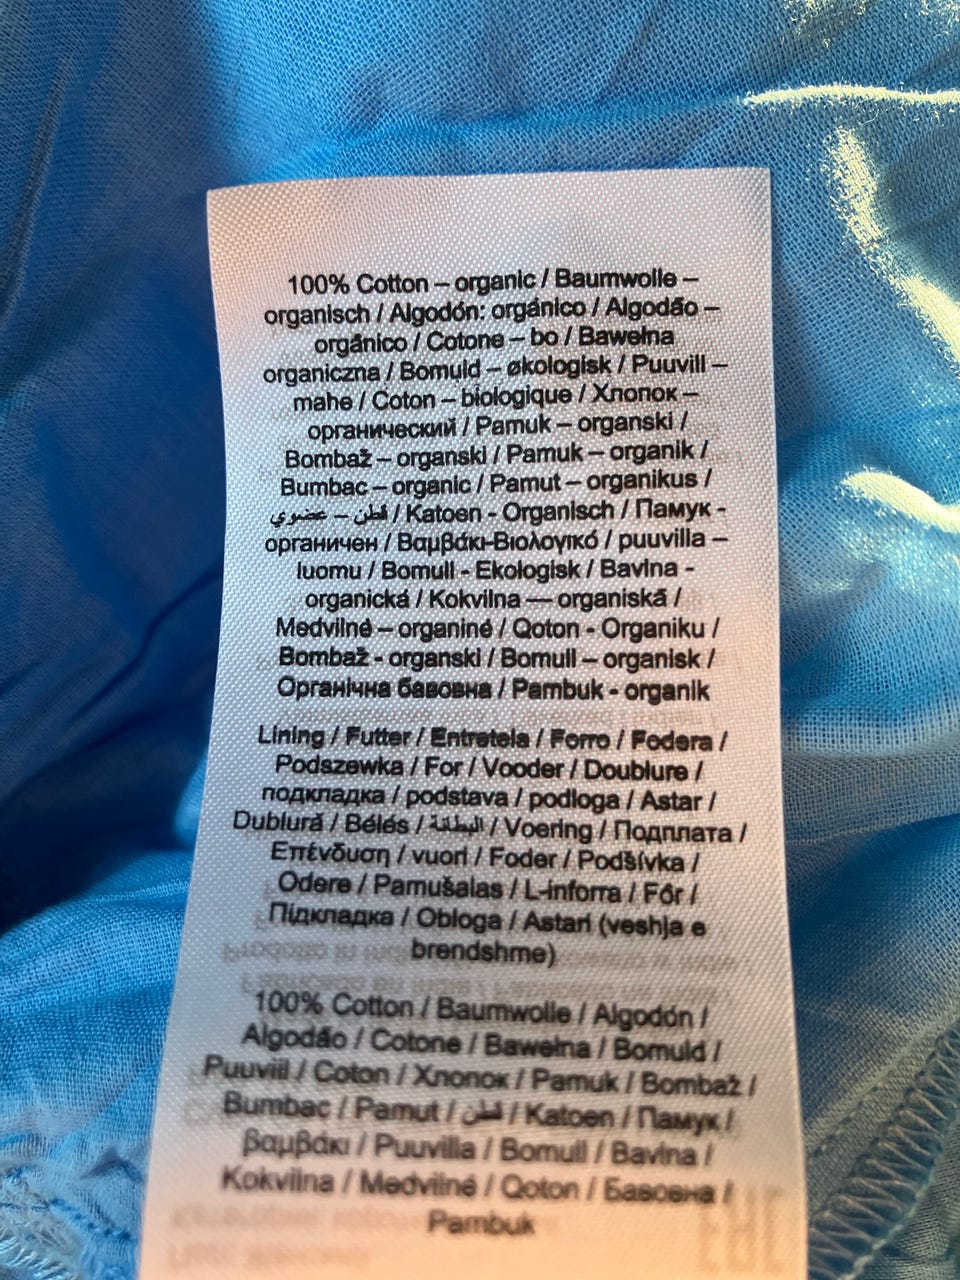 100% Cotton – organic / Baumwolle –
organisch / Algodón: orgánico / Algodão –
orgânico / Cotone – bo / Bawełna
organiczna / Bomuld – økologisk / Puuvill –
mahe / Coton – biologique / Хлопок –
органический / Pamuk – organski /
Bombaž – organski / Pamuk – organik /
Bumbac – organic / Pamut – organikus /
قطن – عضوي / Katoen - Organisch / Памук -
органичен / Βαμβάκι-Βιολογικό / puuvilla –
luomu / Bomull - Ekologisk / Bavlna -
organická / Kokvilna — organiskā /
Medvilnė – organinė / Qoton - Organiku /
Bombaž - organski / Bomull – organisk /
Органічна бавовна / Pambuk - organik
Lining / Futter / Entretela / Forro / Fodera /
Podszewka / For / Vooder / Doublure /
подкладка / podstava / podloga / Astar /
Dublură / Bélés / البطانة / Voering / Подплата /
Επένδυση / vuori / Foder / Podšívka /
Odere / Pamušalas / L-inforra / Fôr /
Підкладка / Obloga / Astari (veshja e
brendshme)
100% Cotton / Baumwolle / Algodón /
Algodão / Cotone / Bawełna / Bomuld /
Puuvill / Coton / Хлопок / Pamuk / Bombaž /
Bumbac / Pamut / قطن / Katoen / Памук /
βαμβάκι / Puuvilla / Bomull / Bavlna /
Kokvilna / Medvilnė / Qoton / Бавовна /
Pambuk